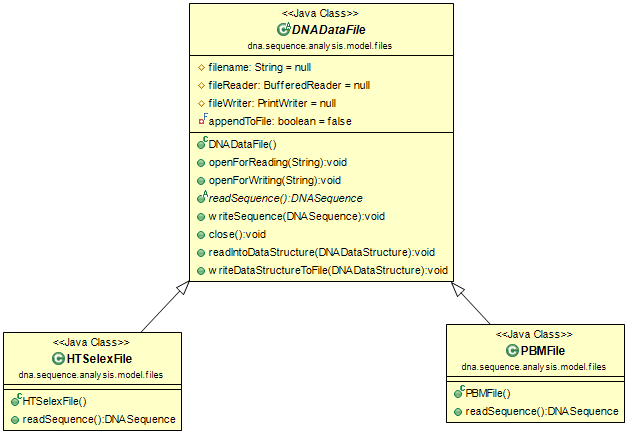 <<Java Class>>
DNADataFile
dna.sequence.analysis.model.files
filename: String = null
fileReader: BufferedReader = null
fileWriter: PrintWriter = null
appendToFile: boolean = false
DNADataFile()
openForReading(String):void
openForWriting(String):void
readSequence():DNASequence
writeSequence(DNASequence):void
close():void
readIntoDataStructure(DNADataStructure):void
writeDataStructureToFile(DNADataStructure):void
<<Java Class>>
HTSelexFile
dna.sequence.analysis.model.files
HTSelexFile()
readSequence():DNASequence
<<Java Class>>
PBMFile
dna.sequence.analysis.model.files
PBMFile()
readSequence():DNASequence